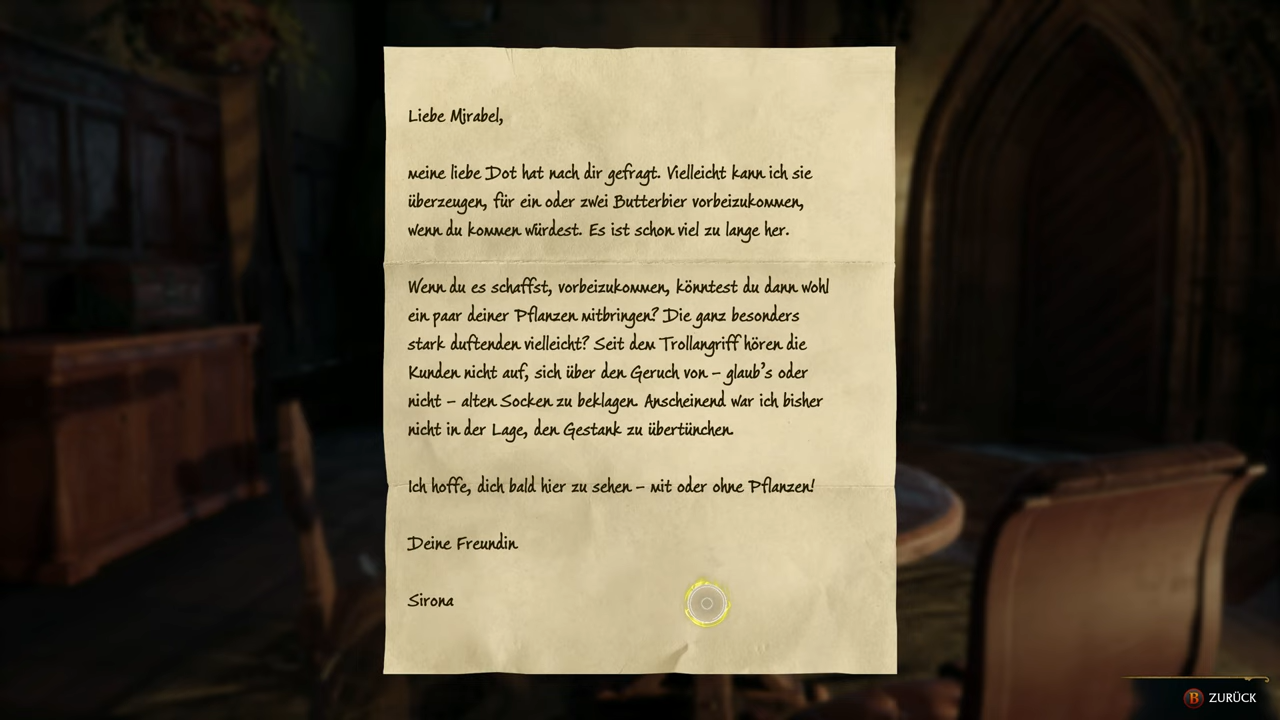 Liebe Mirabel,
meine liebe Dot hat nach dir gefragt. Vielleicht kann ich sie
überzeugen, für ein oder zwei Butterbier vorbeizukommen,
wenn du kommen würdest. Es ist schon viel zu lange her.
Wenn du es schaffst, vorbeizukommen, könntest du dann wohl
ein paar deiner Pflanzen mitbringen? Die ganz besonders
stark duftenden vielleicht? Seit dem Trollangriff hören die
Kunden nicht auf, sich über den Geruch von – glaub's oder
nicht – alten Socken zu beklagen. Anscheinend war ich bisher
nicht in der Lage, den Gestank zu übertünchen.
Ich hoffe, dich bald hier zu sehen – mit oder ohne Pflanzen!
Deine Freundin
Sirona
B ZURÜCK